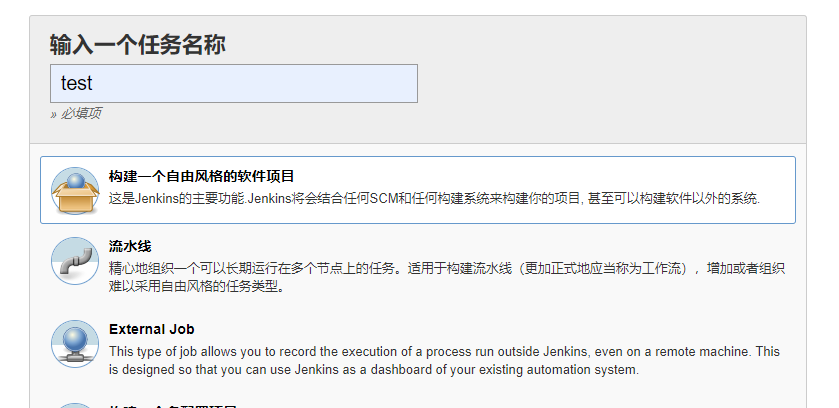 输入一个任务名称
test
» 必填项
构建一个自由风格的软件项目
这是Jenkins的主要功能.Jenkins将会结合任何SCM和任何构建系统来构建你的项目, 甚至可以构建软件以外的系统.
流水线
精心地组织一个可以长期运行在多个节点上的任务。适用于构建流水线（更加正式地应当称为工作流），增加或者组织
难以采用自由风格的任务类型。
External Job
This type of job allows you to record the execution of a process run outside Jenkins, even on a remote machine. This
is designed so that you can use Jenkins as a dashboard of your existing automation system.